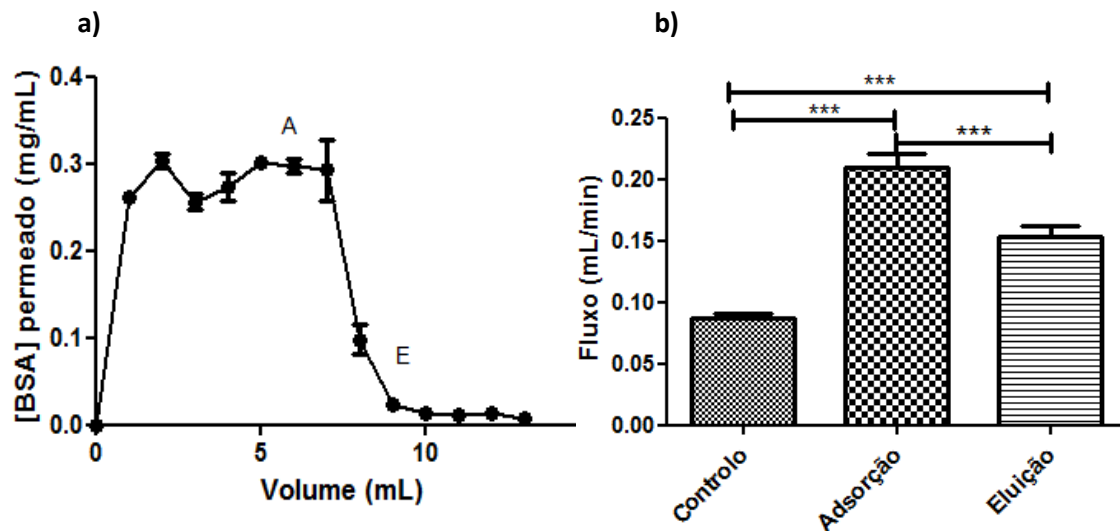 a)
[BSA] permeado (mg/mL)
0.4
0.3
0.2
0.1
0.0
A
E
0
5
10
Volume (mL)
b)
Fluxo (mL/min)
0.25
0.20
0.15
0.10
0.05
0.00
***
***
***
Controlo
Adsorção
Eluição